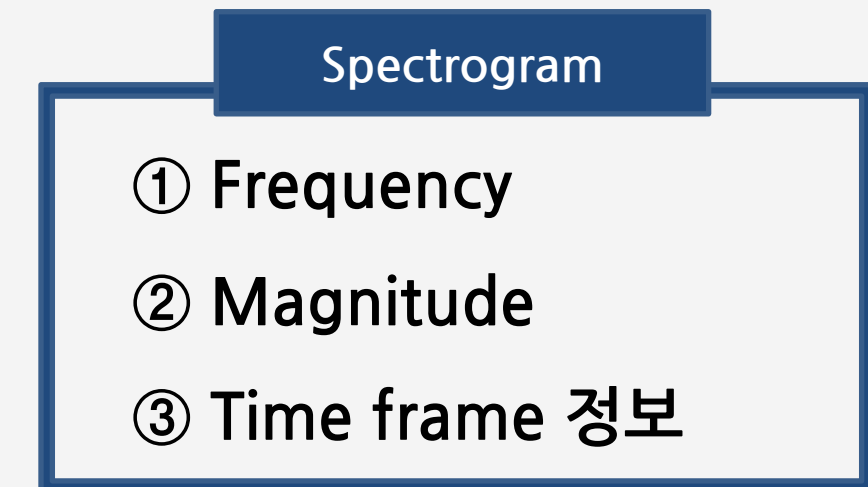 Spectrogram
① Frequency
② Magnitude
③ Time frame 정보